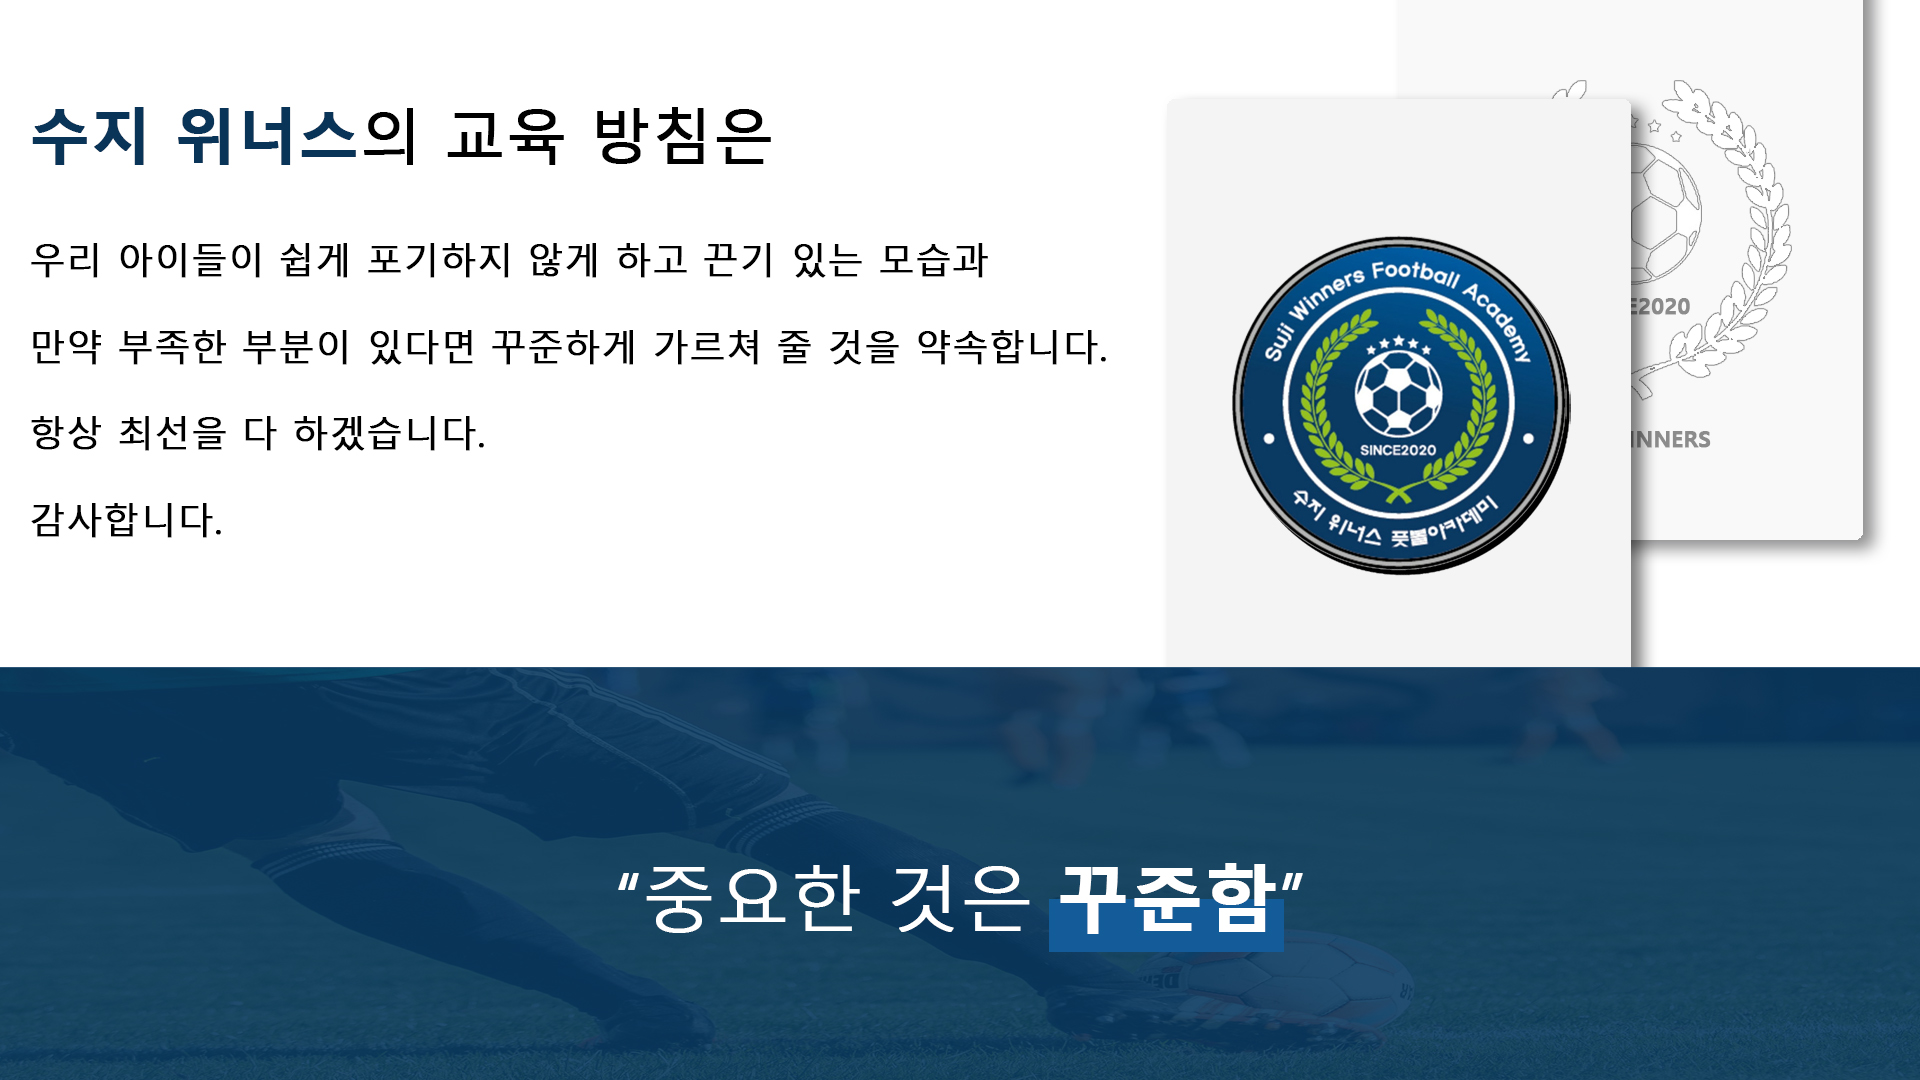 수지 위너스의 교육 방침은
우리 아이들이 쉽게 포기하지 않게 하고 끈기 있는 모습과
만약 부족한 부분이 있다면 꾸준하게 가르쳐 줄 것을 약속합니다.
항상 최선을 다 하겠습니다.
감사합니다.
Suji Winners Football Academy
SINCE2020
수지 위너스 풋볼아카데미
E2020
INNERS
“중요한 것은 꾸준함”